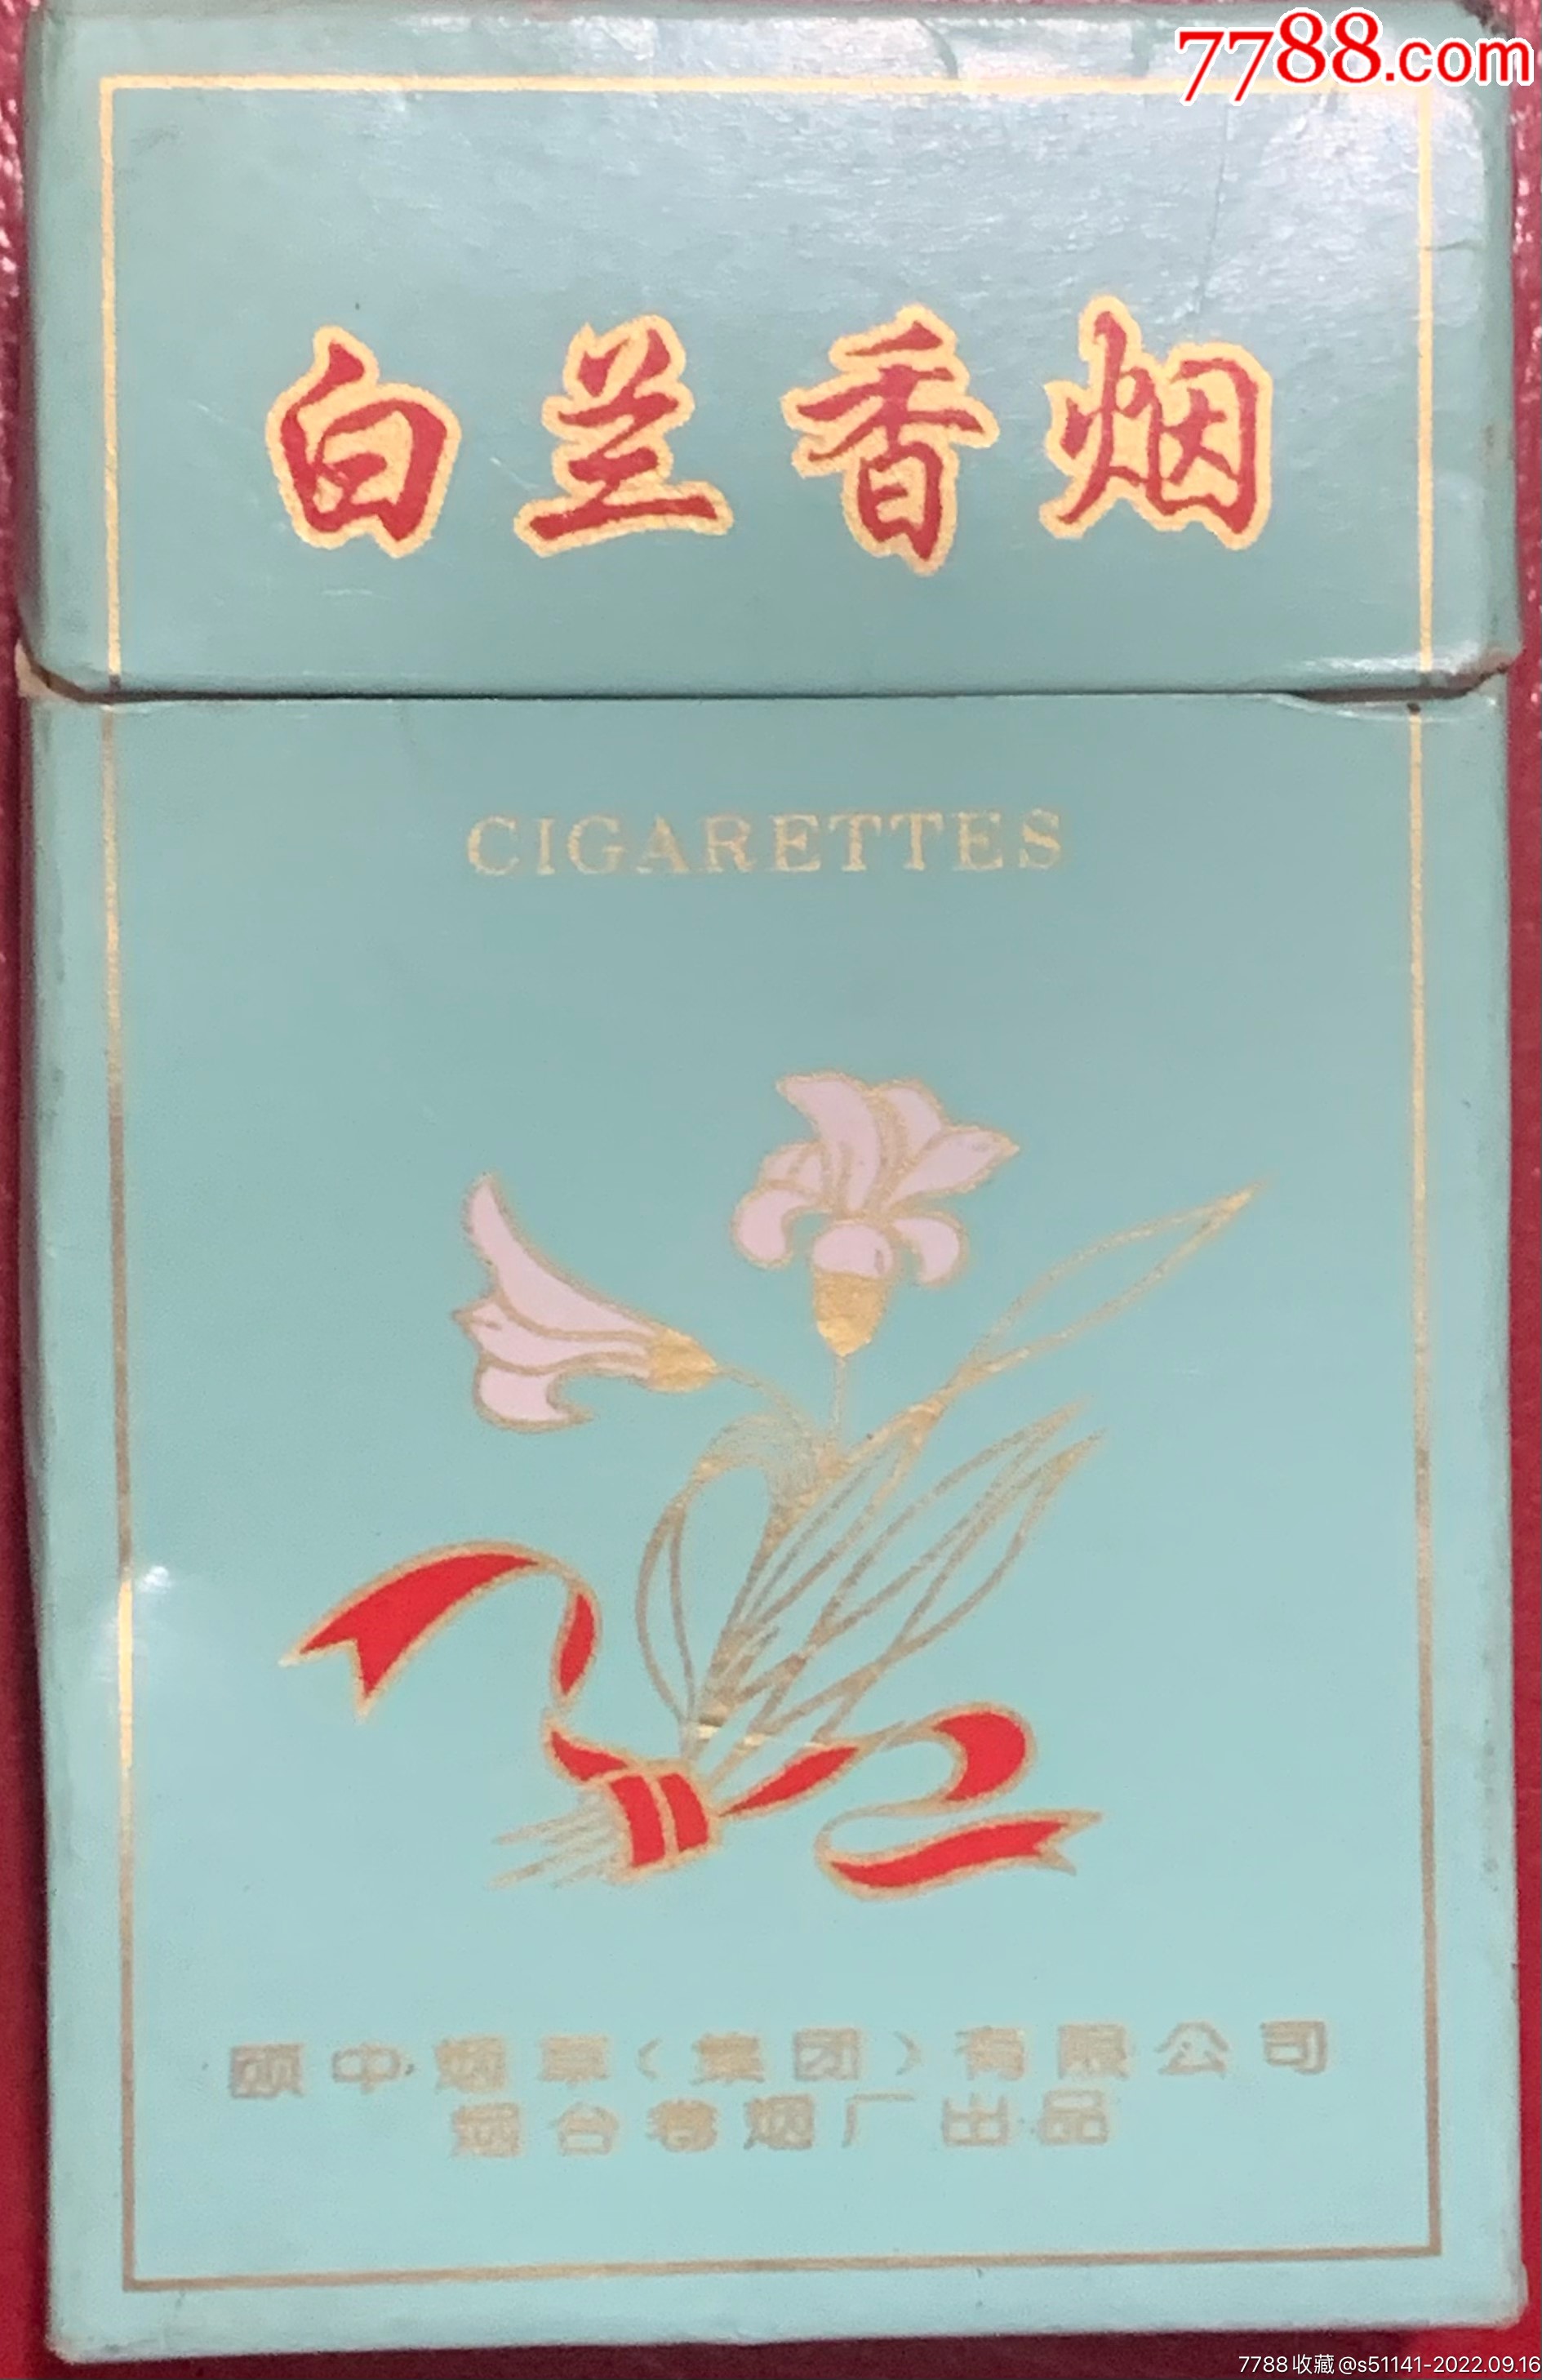 7788.com
白兰香烟
CIGARETTES
颐中烟草(集团)有限公司
烟台卷烟厂出品
7788收藏@s51141-2022.09.16